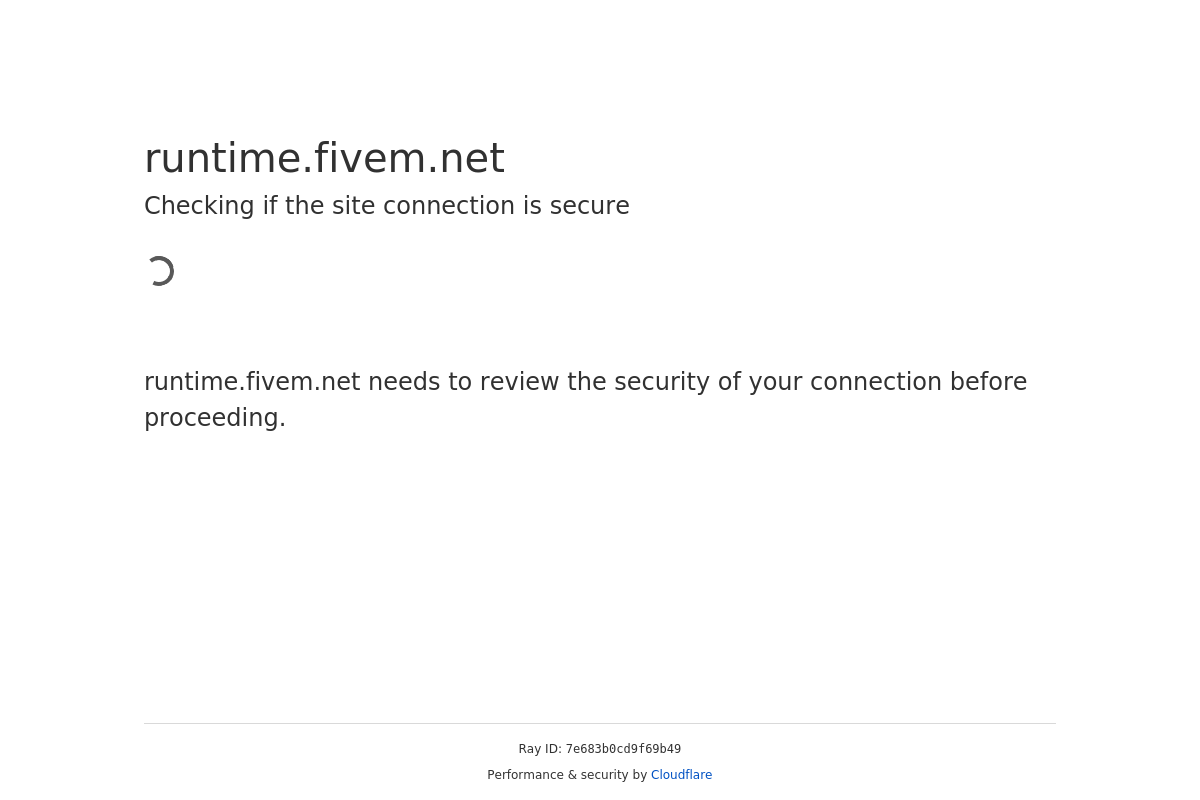 runtime.fivem.net
Checking if the site connection is secure
runtime.fivem.net needs to review the security of your connection before
proceeding.
Ray ID: 7e683b0cd9f69b49
Performance & security by Cloudflare